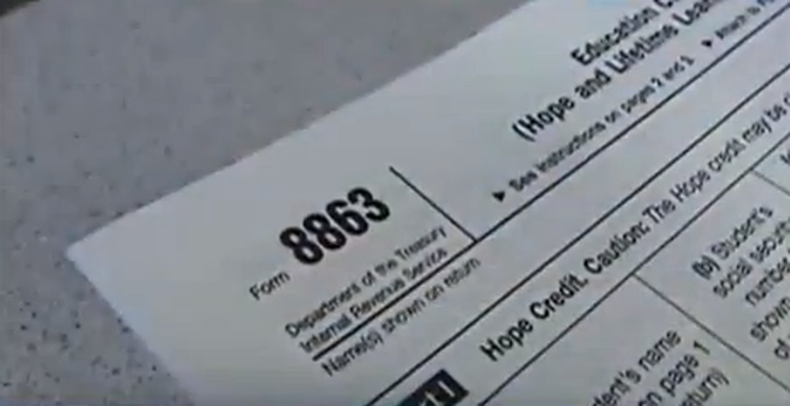 Education
(Hope and Lifetime
▶ See instructions on pages 2 and 3. ▶ Attach to
Form 8863
Department of the Treasury
Internal Revenue Service
Name(s) shown on return
Hope Credit. Caution: The Hope credit may be
(b) Student's
social
number
shown
of
name
on page 1